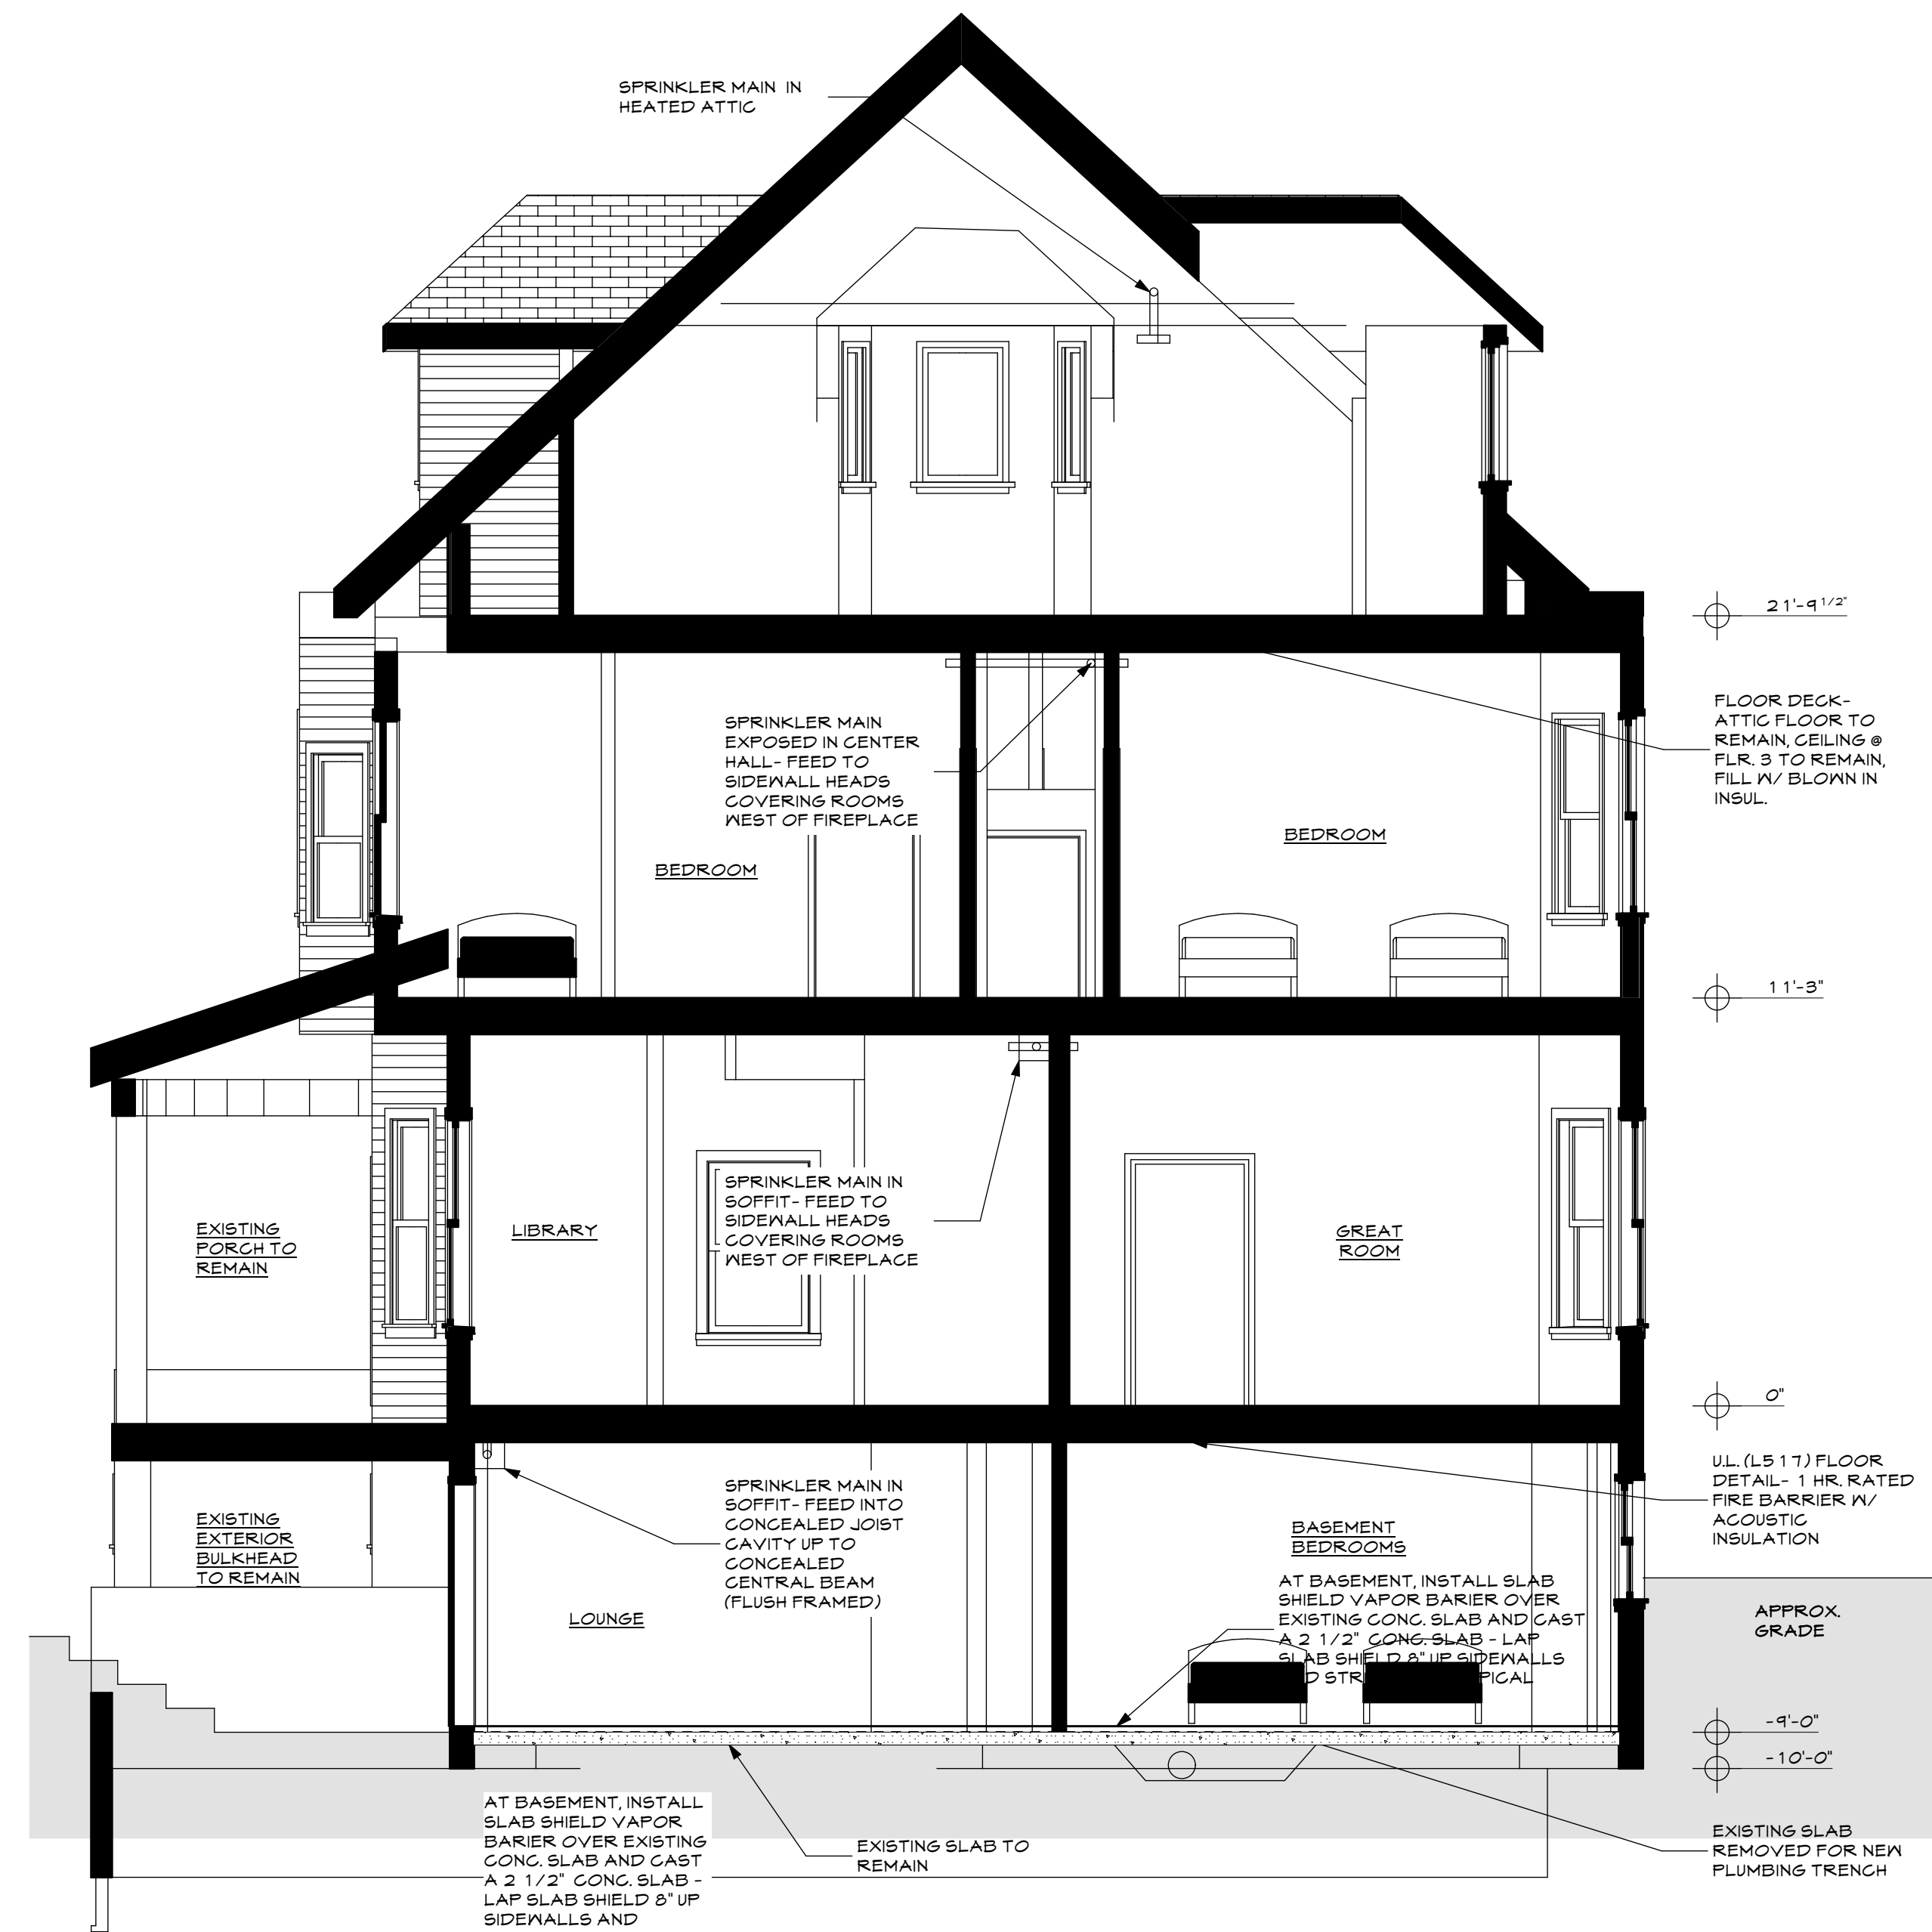 SPRINKLER MAIN IN
HEATED ATTIC
21'-9 1/2"
FLOOR DECK-
ATTIC FLOOR TO
REMAIN, CEILING @
FLR. 3 TO REMAIN,
FILL W/ BLOWN IN
INSUL.
SPRINKLER MAIN
EXPOSED IN CENTER
HALL- FEED TO
SIDEWALL HEADS
COVERING ROOMS
WEST OF FIREPLACE
BEDROOM
BEDROOM
11'-3"
EXISTING
PORCH TO
REMAIN
LIBRARY
SPRINKLER MAIN IN
SOFFIT- FEED TO
SIDEWALL HEADS
COVERING ROOMS
WEST OF FIREPLACE
GREAT
ROOM
0"
U.L. (L517) FLOOR
DETAIL- 1 HR. RATED
FIRE BARRIER W/
ACOUSTIC
INSULATION
EXISTING
EXTERIOR
BULKHEAD
TO REMAIN
SPRINKLER MAIN IN
SOFFIT- FEED INTO
CONCEALED JOIST
CAVITY UP TO
CONCEALED
CENTRAL BEAM
(FLUSH FRAMED)
LOUNGE
BASEMENT
BEDROOMS
AT BASEMENT, INSTALL SLAB
SHIELD VAPOR BARIER OVER
EXISTING CONC. SLAB AND CAST
A 2 1/2" CONC. SLAB - LAP
SLAB SHIELD 8" UP SIDEWALLS
APPROX.
GRADE
-9'-0"
-10'-0"
AT BASEMENT, INSTALL
SLAB SHIELD VAPOR
BARIER OVER EXISTING
CONC. SLAB AND CAST
A 2 1/2" CONC. SLAB -
LAP SLAB SHIELD 8" UP
SIDEWALLS AND
EXISTING SLAB TO
REMAIN
EXISTING SLAB
REMOVED FOR NEW
PLUMBING TRENCH